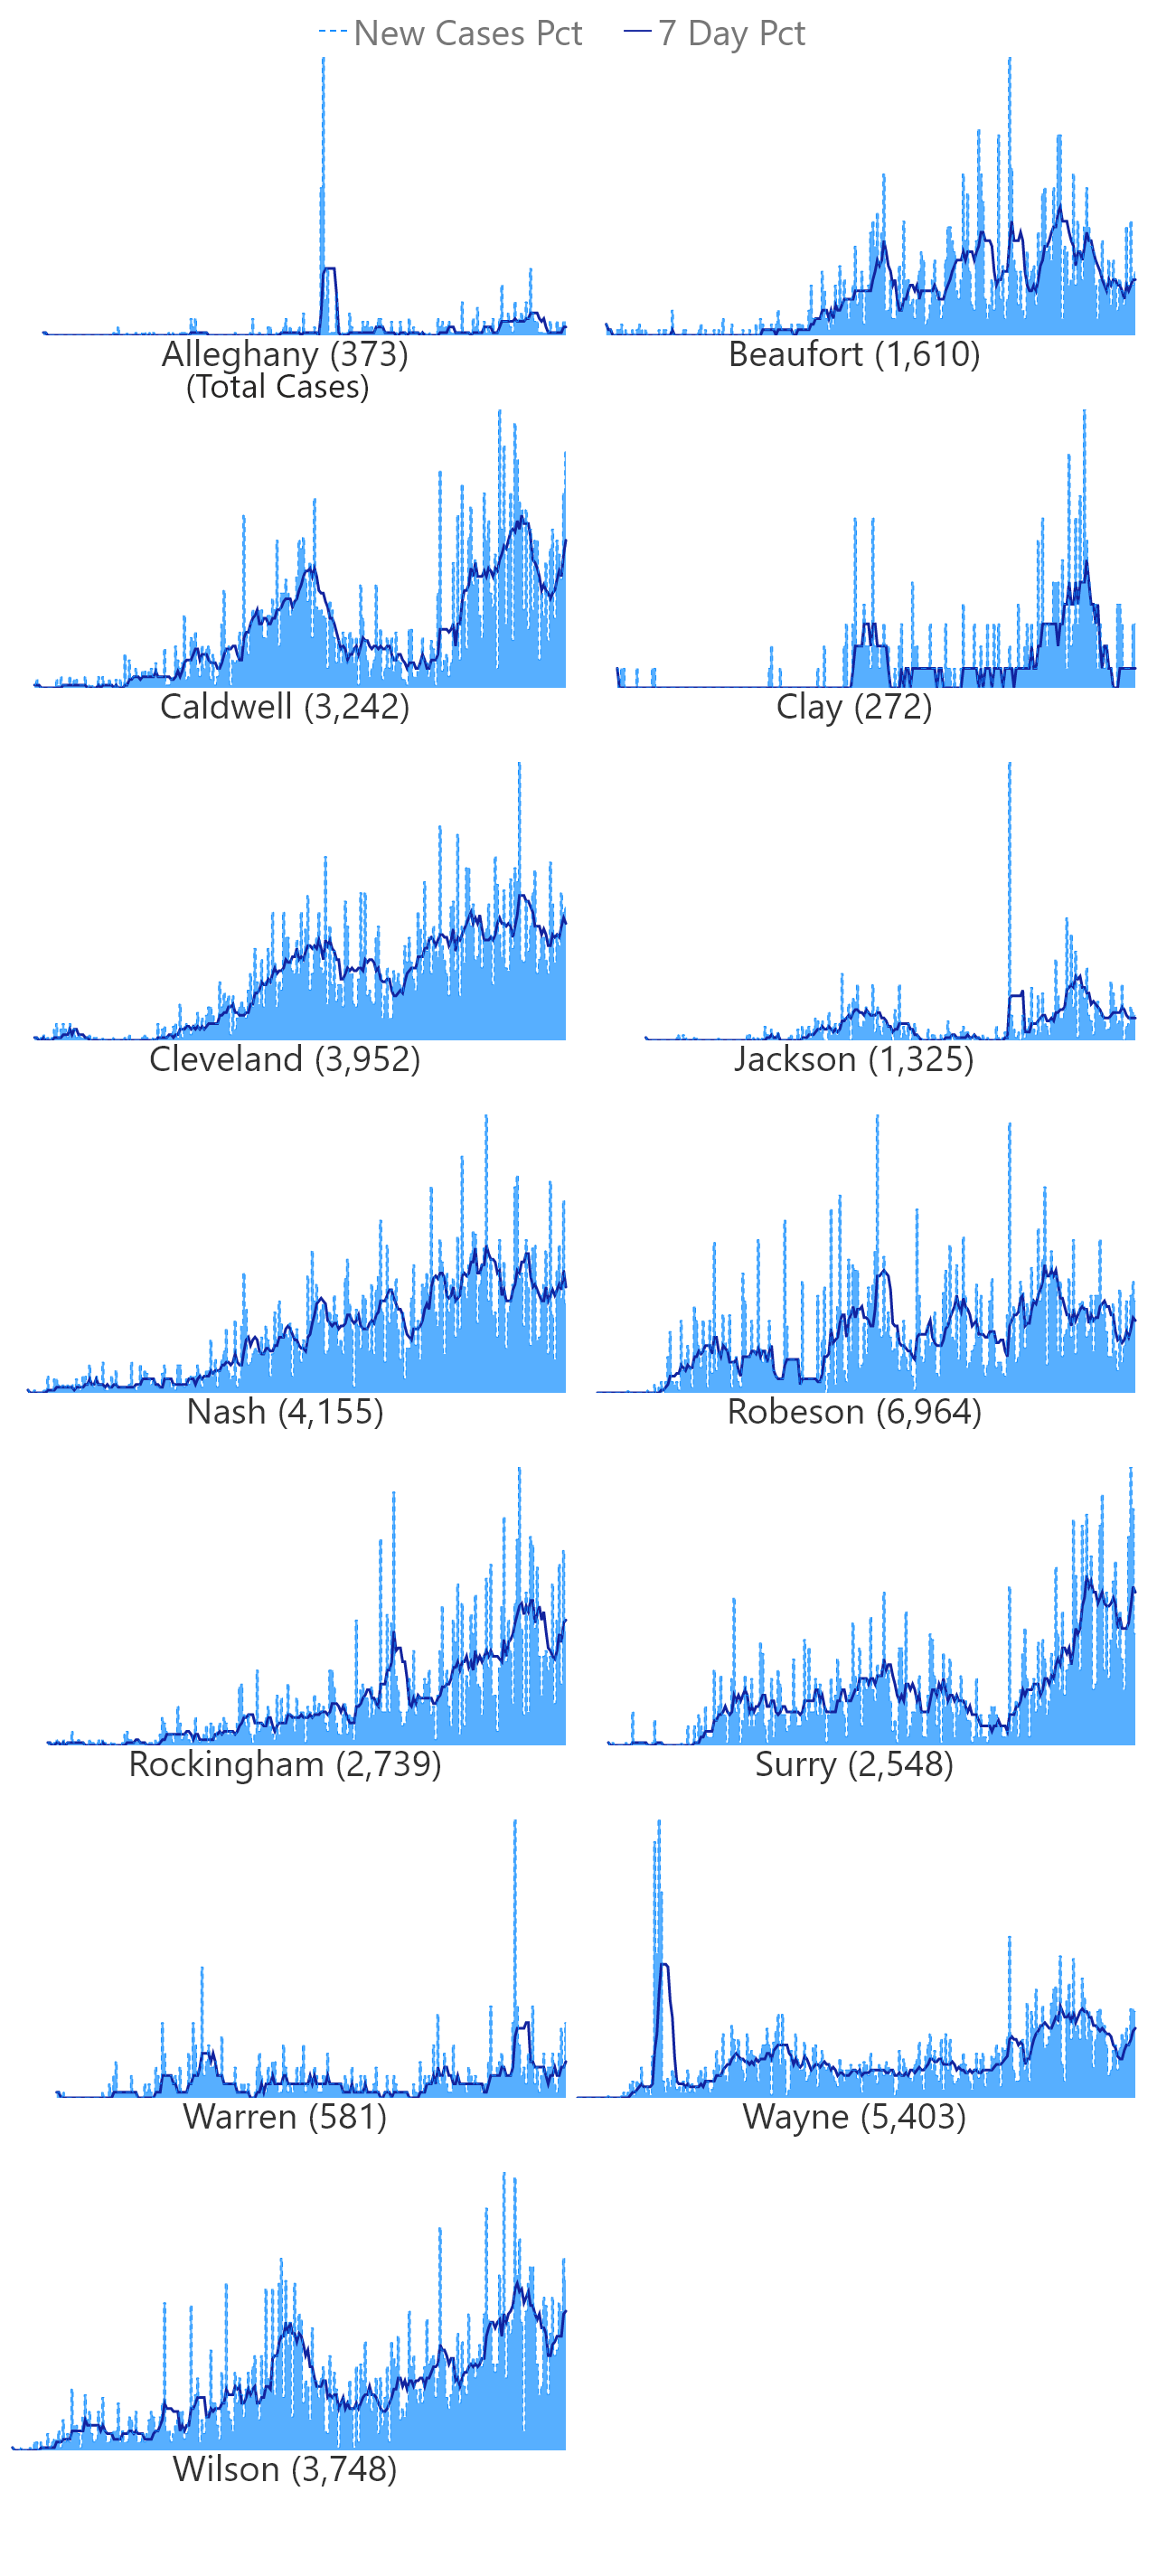 New Cases Pct 7 Day Pct
Alleghany (373) Beaufort (1,610)
(Total Cases)
Caldwell (3,242) Clay (272)
Cleveland (3,952) Jackson (1,325)
Nash (4,155) Robeson (6,964)
Rockingham (2,739) Surry (2,548)
Warren (581) Wayne (5,403)
Wilson (3,748)